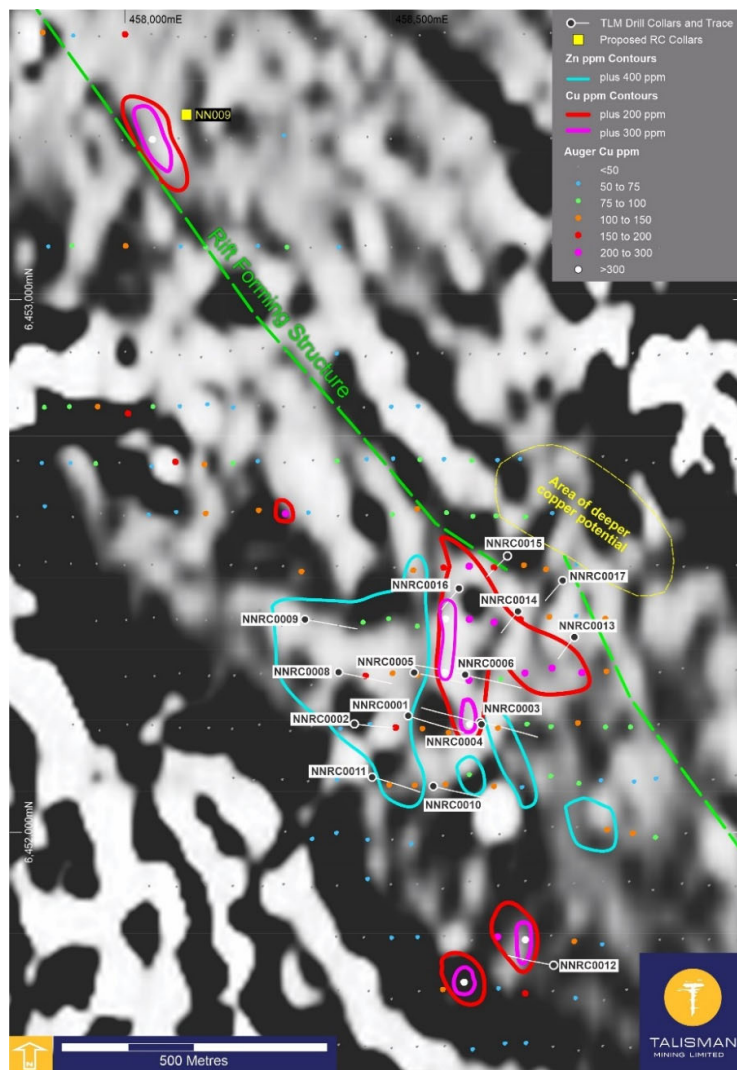 458,000mE
458,500mE
TLM Drill Collars and Trace
Proposed RC Collars
Zn ppm Contours
plus 400 ppm
Cu ppm Contours
plus 200 ppm
plus 300 ppm
Auger Cu ppm
<50
50 to 75
75 to 100
100 to 150
150 to 200
200 to 300
>300
NN009
Rift Forming Structure
6,453,000mN
Area of deeper
copper potential
NNRC0015
NNRC0016
NNRC0017
NNRC0014
NNRC0009
NNRC0013
NNRC0005
NNRC0006
NNRC0008
NNRC0001
NNRC0003
NNRC0002
NNRC0004
NNRC0011
NNRC0010
6,452,000mN
NNRC0012
N
500 Metres
TALISMAN
MINING LIMITED